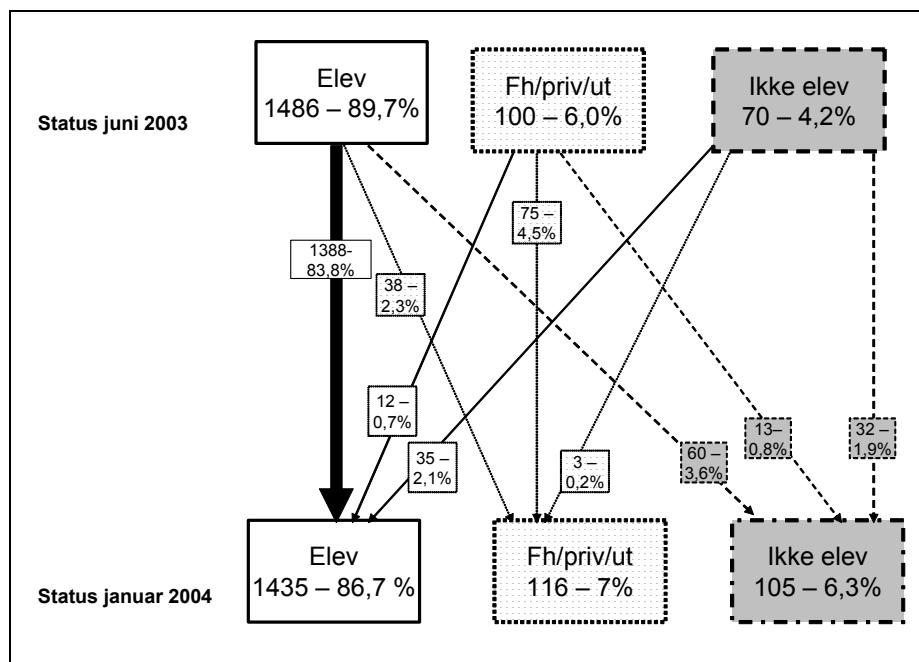 Elev
1486 – 89,7%
Fh/priv/ut
100 – 6,0%
Ikke elev
70 – 4,2%
Status juni 2003
1388-
83,8%
38 –
2,3%
75 –
4,5%
12 –
0,7%
35 –
2,1%
3 –
0,2%
60 –
3,6%
13–
0,8%
32 –
1,9%
Elev
1435 – 86,7 %
Fh/priv/ut
116 – 7%
Ikke elev
105 – 6,3%
Status januar 2004